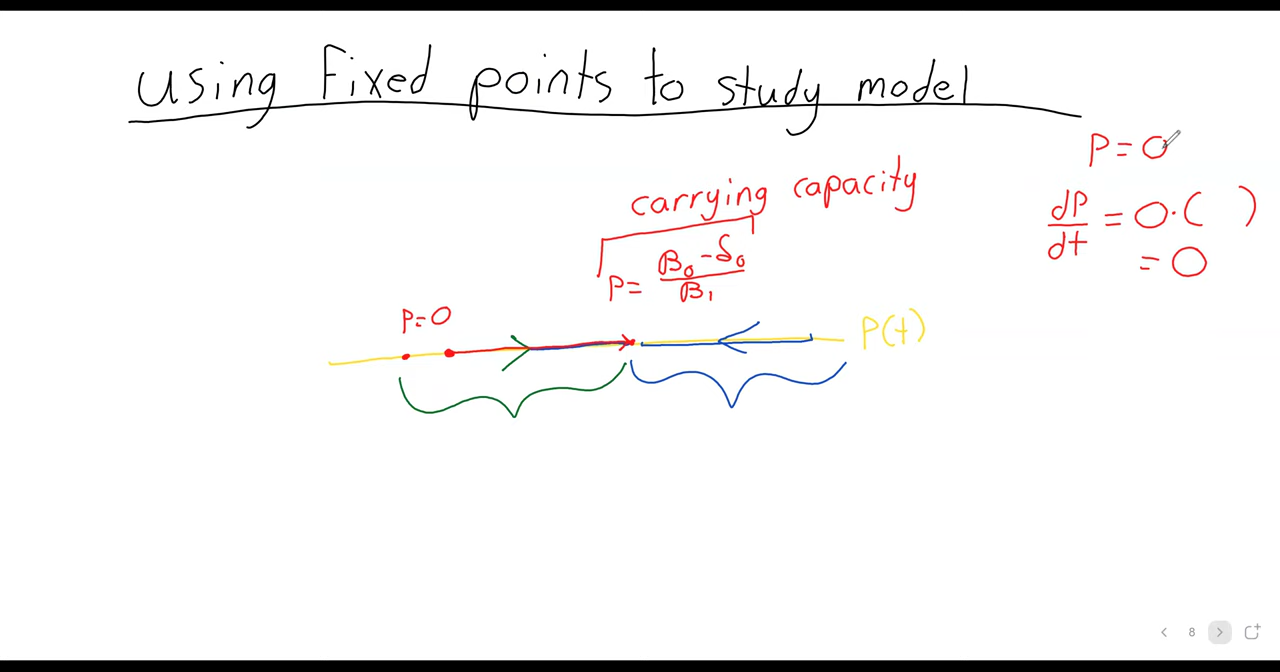 using Fixed points to study model
P = 0
carrying capacity
dP/dt = 0·( )
= 0
P = (β₀ - δ₀)/β₁
P=0
P(t)
8